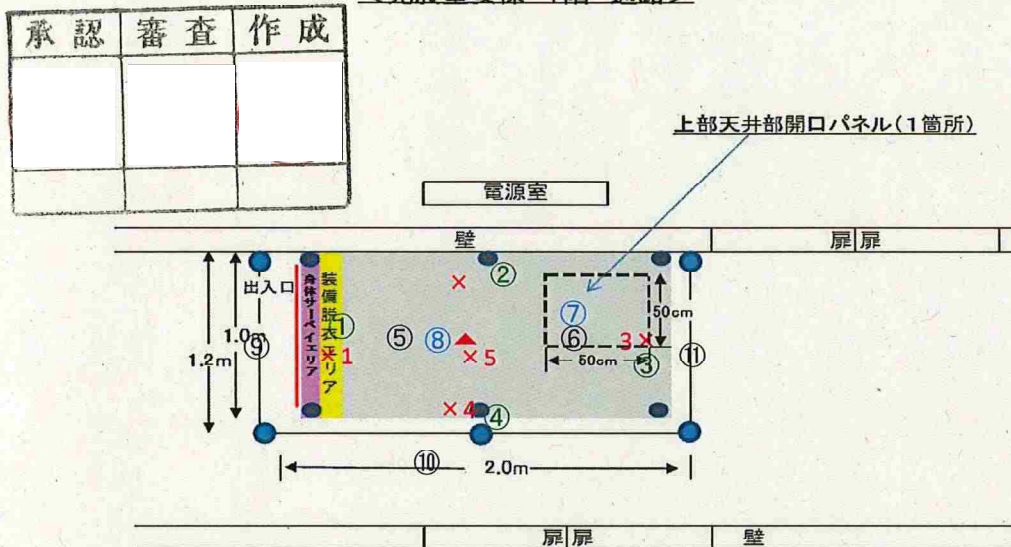 承認 審査 作成
上部天井部開口パネル(1箇所)
電源室
壁
扉 扉
出入口
身体サーベイエリア
装備脱衣エリア
①
②
③
④
⑤
⑥
⑦
⑧
⑨
⑩
⑪
×1
×
3×
×4
×5
50cm
50cm
1.0m
1.2m
2.0m
扉 扉
壁